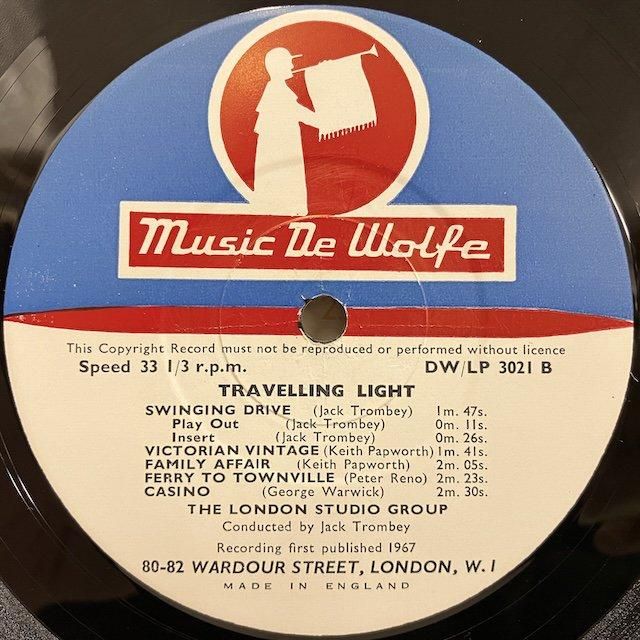 Music De Wolfe
This Copyright Record must not be reproduced or performed without licence
Speed 33 1/3 r.p.m. DW/LP 3021 B
TRAVELLING LIGHT
SWINGING DRIVE (Jack Trombey) 1m. 47s.
Play Out (Jack Trombey) 0m. 11s.
Insert (Jack Trombey) 0m. 26s.
VICTORIAN VINTAGE (Keith Papworth) 1m. 41s.
FAMILY AFFAIR (Keith Papworth) 2m. 05s.
FERRY TO TOWNVILLE (Peter Reno) 2m. 23s.
CASINO (George Warwick) 2m. 30s.
THE LONDON STUDIO GROUP
Conducted by Jack Trombey
Recording first published 1967
80-82 WARDOUR STREET, LONDON, W.1
MADE IN ENGLAND